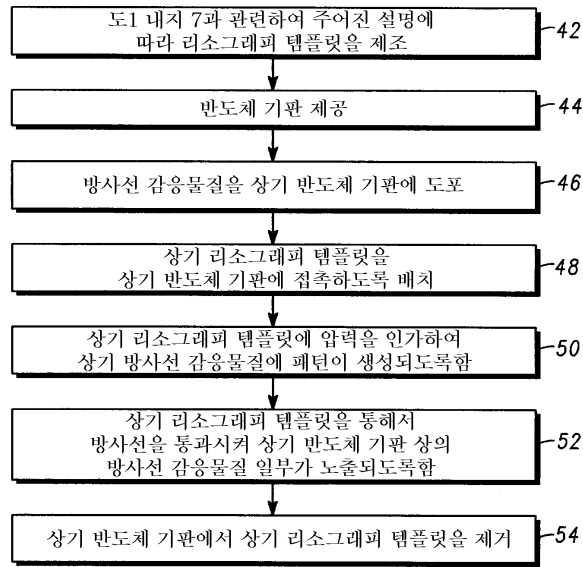 도1 내지 7과 관련하여 주어진 설명에
따라 리소그래피 템플릿을 제조
42
반도체 기판 제공
44
방사선 감응물질을 상기 반도체 기판에 도포
46
상기 리소그래피 템플릿을
상기 반도체 기판에 접촉하도록 배치
48
상기 리소그래피 템플릿에 압력을 인가하여
상기 방사선 감응물질에 패턴이 생성되도록함
50
상기 리소그래피 템플릿을 통해서
방사선을 통과시켜 상기 반도체 기판 상의
방사선 감응물질 일부가 노출되도록함
52
상기 반도체 기판에서 상기 리소그래피 템플릿을 제거
54